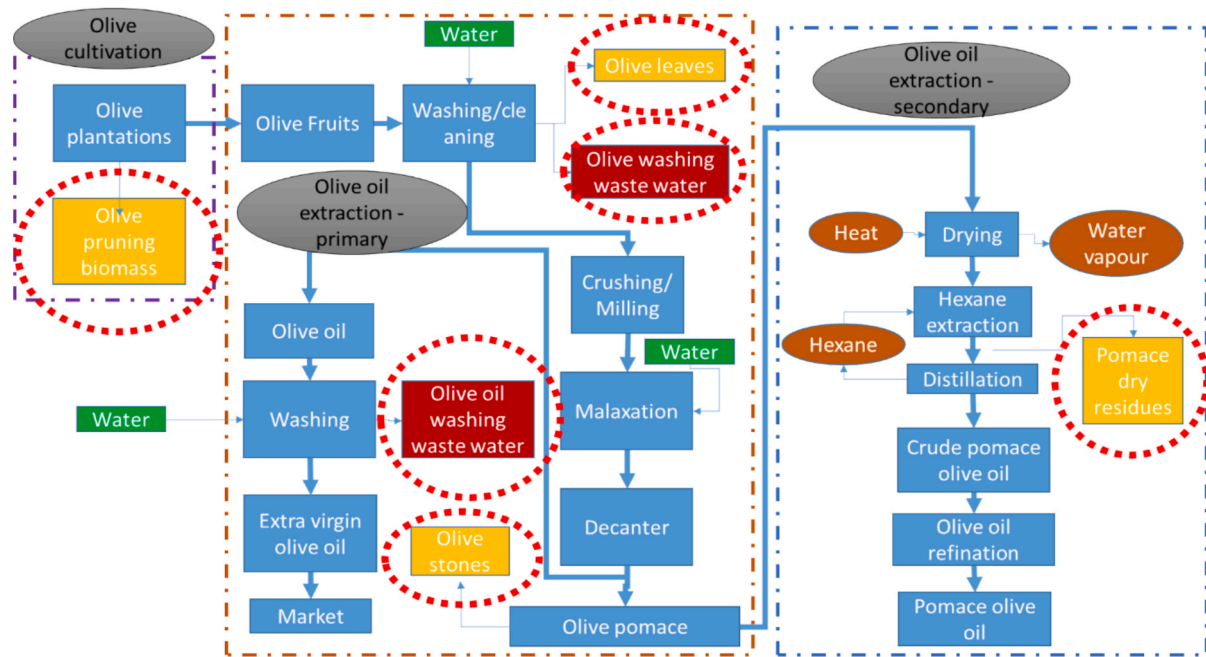 Olive
cultivation
Olive
plantations
Olive
pruning
biomass
Water
Olive Fruits
Washing/cle
aning
Olive leaves
Olive washing
waste water
Olive oil
extraction -
primary
Crushing/
Milling
Olive oil
Water
Water
Washing
Olive oil
washing
waste water
Malaxation
Extra virgin
olive oil
Olive
stones
Decanter
Market
Olive pomace
Olive oil
extraction -
secondary
Heat
Drying
Water
vapour
Hexane
extraction
Hexane
Distillation
Pomace
dry
residues
Crude pomace
olive oil
Olive oil
refination
Pomace olive
oil